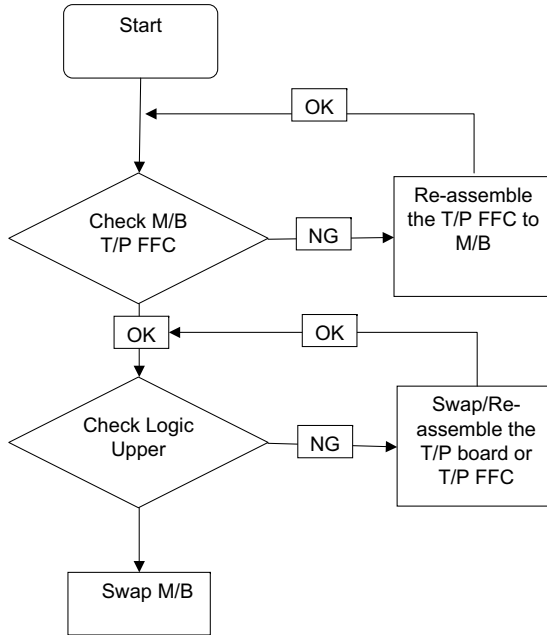 Start
OK
Check M/B
T/P FFC
NG
Re-assemble
the T/P FFC to
M/B
OK
OK
Check Logic
Upper
NG
Swap/Re-
assemble the
T/P board or
T/P FFC
Swap M/B